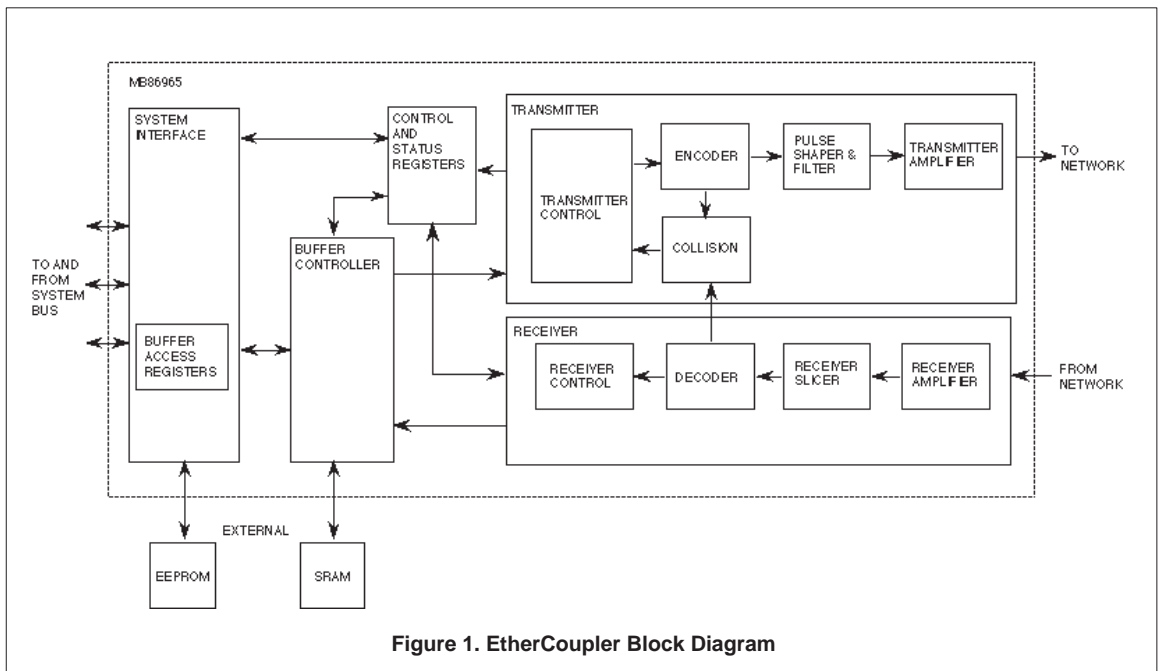 MB86965
SYSTEM
INTERFACE
CONTROL
AND
STATUS
REGISTERS
TRANSMITTER
TRANSMITTER
CONTROL
ENCODER
PULSE
SHAPER &
FILTER
TRANSMITTER
AMPLIFIER
TO
NETWORK
COLLISION
BUFFER
CONTROLLER
TO AND
FROM
SYSTEM
BUS
BUFFER
ACCESS
REGISTERS
RECEIVER
RECEIVER
CONTROL
DECODER
RECEIVER
SLICER
RECEIVER
AMPLIFIER
FROM
NETWORK
EXTERNAL
EEPROM
SRAM
Figure 1. EtherCoupler Block Diagram